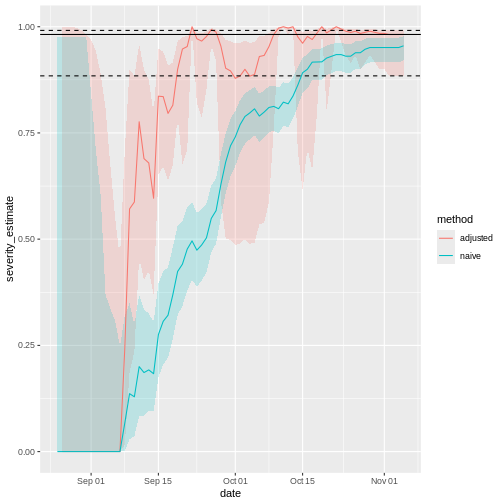 1.00
0.75
0.50
0.25
0.00
severity_estimate
Sep 01
Sep 15
Oct 01
Oct 15
Nov 01
date
method
adjusted
naive